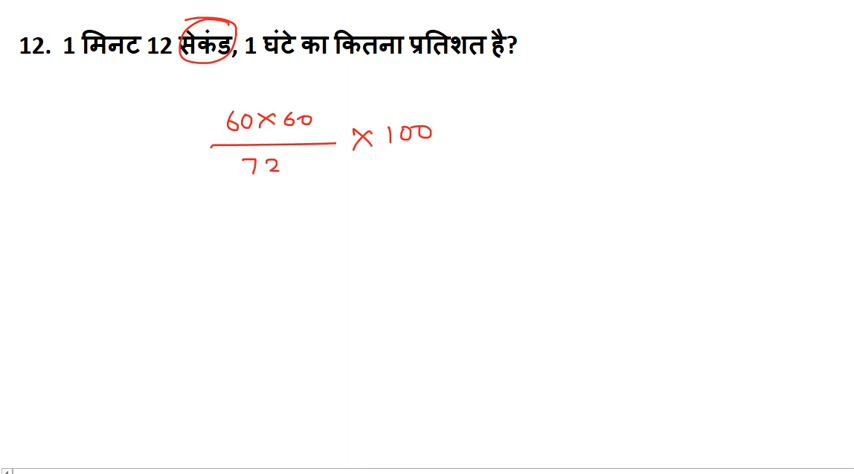 12. 1 मिनट 12 सेकंड, 1 घंटे का कितना प्रतिशत है?
60×60
——— × 100
72